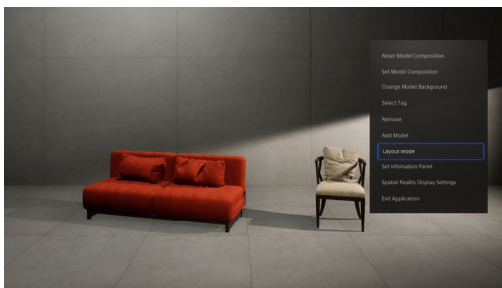 Reset Model Composition
Set Model Composition
Change Model Background
Select Tag
Remove
Add Model
Layout Mode
Set Infomation Panel
Spatial Reality Display Settings
Exit Application